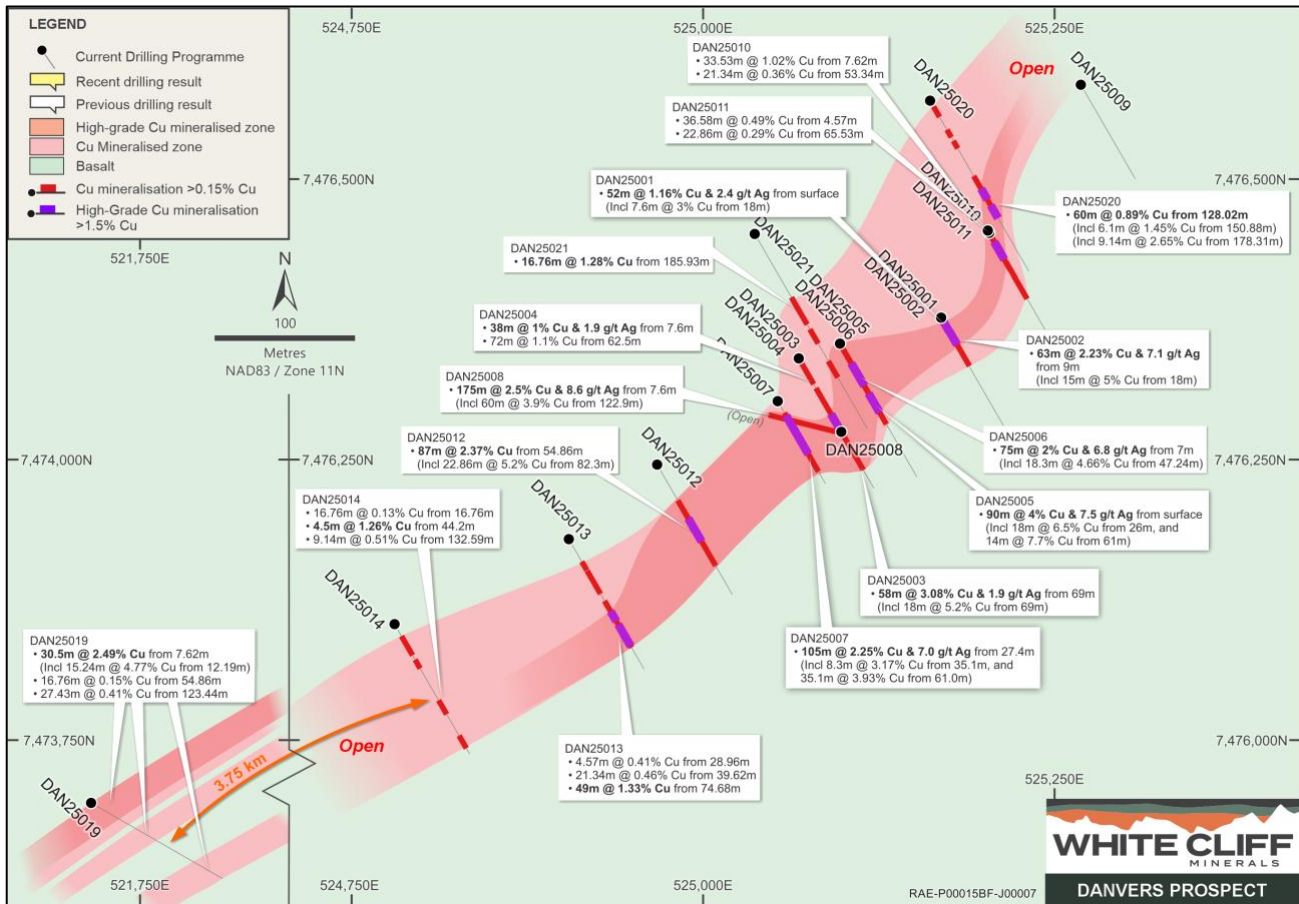 LEGEND
Current Drilling Programme
Recent drilling result
Previous drilling result
High-grade Cu mineralised zone
Cu Mineralised zone
Basalt
Cu mineralisation >0.15% Cu
High-Grade Cu mineralisation
>1.5% Cu
524,750E
525,000E
525,250E
7,476,500N
7,476,500N
521,750E
N
100
Metres
NAD83 / Zone 11N
Open
DAN25009
DAN25020
DAN25010
• 33.53m @ 1.02% Cu from 7.62m
• 21.34m @ 0.36% Cu from 53.34m
DAN25011
• 36.58m @ 0.49% Cu from 4.57m
• 22.86m @ 0.29% Cu from 65.53m
DAN25001
• 52m @ 1.16% Cu & 2.4 g/t Ag from surface
(Incl 7.6m @ 3% Cu from 18m)
DAN25010
DAN25011
DAN25020
• 60m @ 0.89% Cu from 128.02m
(Incl 6.1m @ 1.45% Cu from 150.88m)
(Incl 9.14m @ 2.65% Cu from 178.31m)
DAN25021
• 16.76m @ 1.28% Cu from 185.93m
DAN25021
DAN25001
DAN25002
DAN25005
DAN25006
DAN25004
• 38m @ 1% Cu & 1.9 g/t Ag from 7.6m
• 72m @ 1.1% Cu from 62.5m
DAN25003
DAN25004
DAN25002
• 63m @ 2.23% Cu & 7.1 g/t Ag
from 9m
(Incl 15m @ 5% Cu from 18m)
DAN25008
• 175m @ 2.5% Cu & 8.6 g/t Ag from 7.6m
(Incl 60m @ 3.9% Cu from 122.9m)
DAN25007
(Open)
DAN25008
DAN25012
• 87m @ 2.37% Cu from 54.86m
(Incl 22.86m @ 5.2% Cu from 82.3m)
DAN25006
• 75m @ 2% Cu & 6.8 g/t Ag from 7m
(Incl 18.3m @ 4.66% Cu from 47.24m)
7,474,000N
7,476,250N
7,476,250N
DAN25012
DAN25005
• 90m @ 4% Cu & 7.5 g/t Ag from surface
(Incl 18m @ 6.5% Cu from 26m, and
14m @ 7.7% Cu from 61m)
DAN25014
• 16.76m @ 0.13% Cu from 16.76m
• 4.5m @ 1.26% Cu from 44.2m
• 9.14m @ 0.51% Cu from 132.59m
DAN25013
DAN25003
• 58m @ 3.08% Cu & 1.9 g/t Ag from 69m
(Incl 18m @ 5.2% Cu from 69m)
DAN25014
DAN25007
• 105m @ 2.25% Cu & 7.0 g/t Ag from 27.4m
(Incl 8.3m @ 3.17% Cu from 35.1m, and
35.1m @ 3.93% Cu from 61.0m)
DAN25019
• 30.5m @ 2.49% Cu from 7.62m
(Incl 15.24m @ 4.77% Cu from 12.19m)
• 16.76m @ 0.15% Cu from 54.86m
• 27.43m @ 0.41% Cu from 123.44m
7,473,750N
7,476,000N
Open
3.75 km
DAN25013
• 4.57m @ 0.41% Cu from 28.96m
• 21.34m @ 0.46% Cu from 39.62m
• 49m @ 1.33% Cu from 74.68m
DAN25019
525,250E
WHITE CLIFF
MINERALS
DANVERS PROSPECT
521,750E
524,750E
525,000E
RAE-P00015BF-J00007